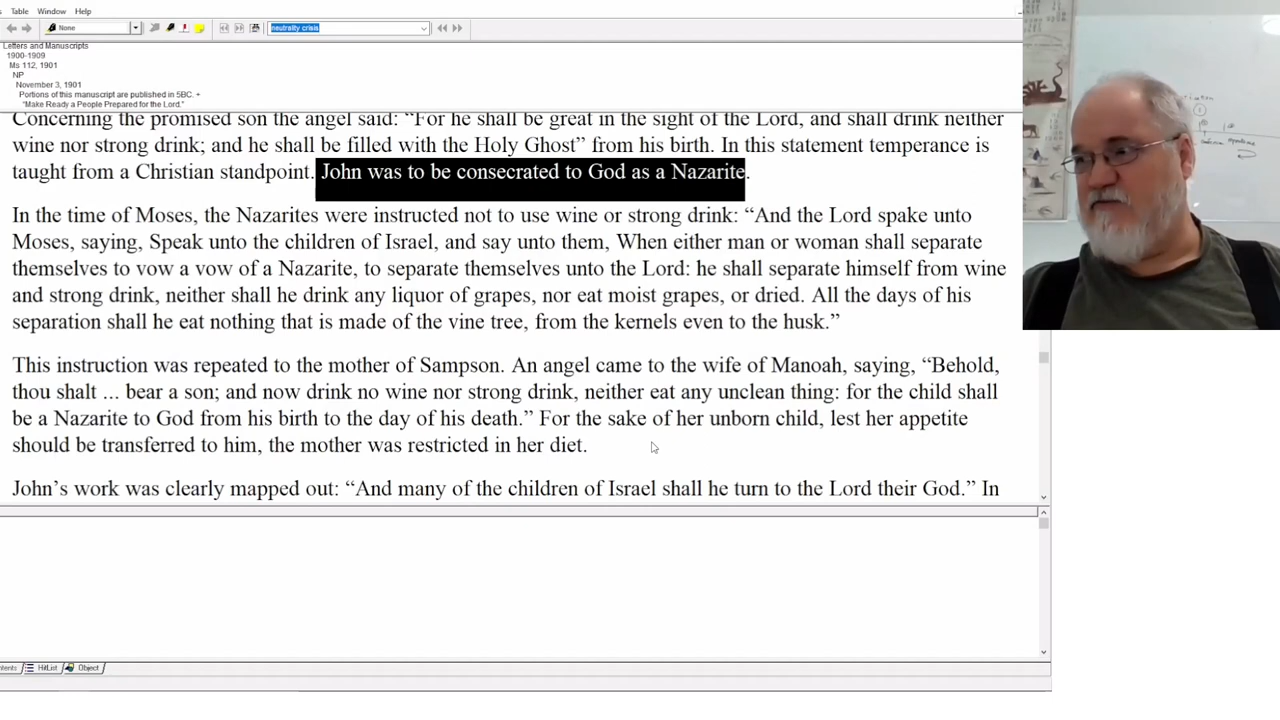 Table Window Help
None neutrality crisis
Letters and Manuscripts
1900-1909
Ms 112, 1901
NP
November 3, 1901
Portions of this manuscript are published in 5BC. +
“Make Ready a People Prepared for the Lord.”
Concerning the promised son the angel said: “For he shall be great in the sight of the Lord, and shall drink neither
wine nor strong drink; and he shall be filled with the Holy Ghost” from his birth. In this statement temperance is
taught from a Christian standpoint. John was to be consecrated to God as a Nazarite.
In the time of Moses, the Nazarites were instructed not to use wine or strong drink: “And the Lord spake unto
Moses, saying, Speak unto the children of Israel, and say unto them, When either man or woman shall separate
themselves to vow a vow of a Nazarite, to separate themselves unto the Lord: he shall separate himself from wine
and strong drink, neither shall he drink any liquor of grapes, nor eat moist grapes, or dried. All the days of his
separation shall he eat nothing that is made of the vine tree, from the kernels even to the husk.”
This instruction was repeated to the mother of Sampson. An angel came to the wife of Manoah, saying, “Behold,
thou shalt ... bear a son; and now drink no wine nor strong drink, neither eat any unclean thing: for the child shall
be a Nazarite to God from his birth to the day of his death.” For the sake of her unborn child, lest her appetite
should be transferred to him, the mother was restricted in her diet.
John’s work was clearly mapped out: “And many of the children of Israel shall he turn to the Lord their God.” In
HitList Object